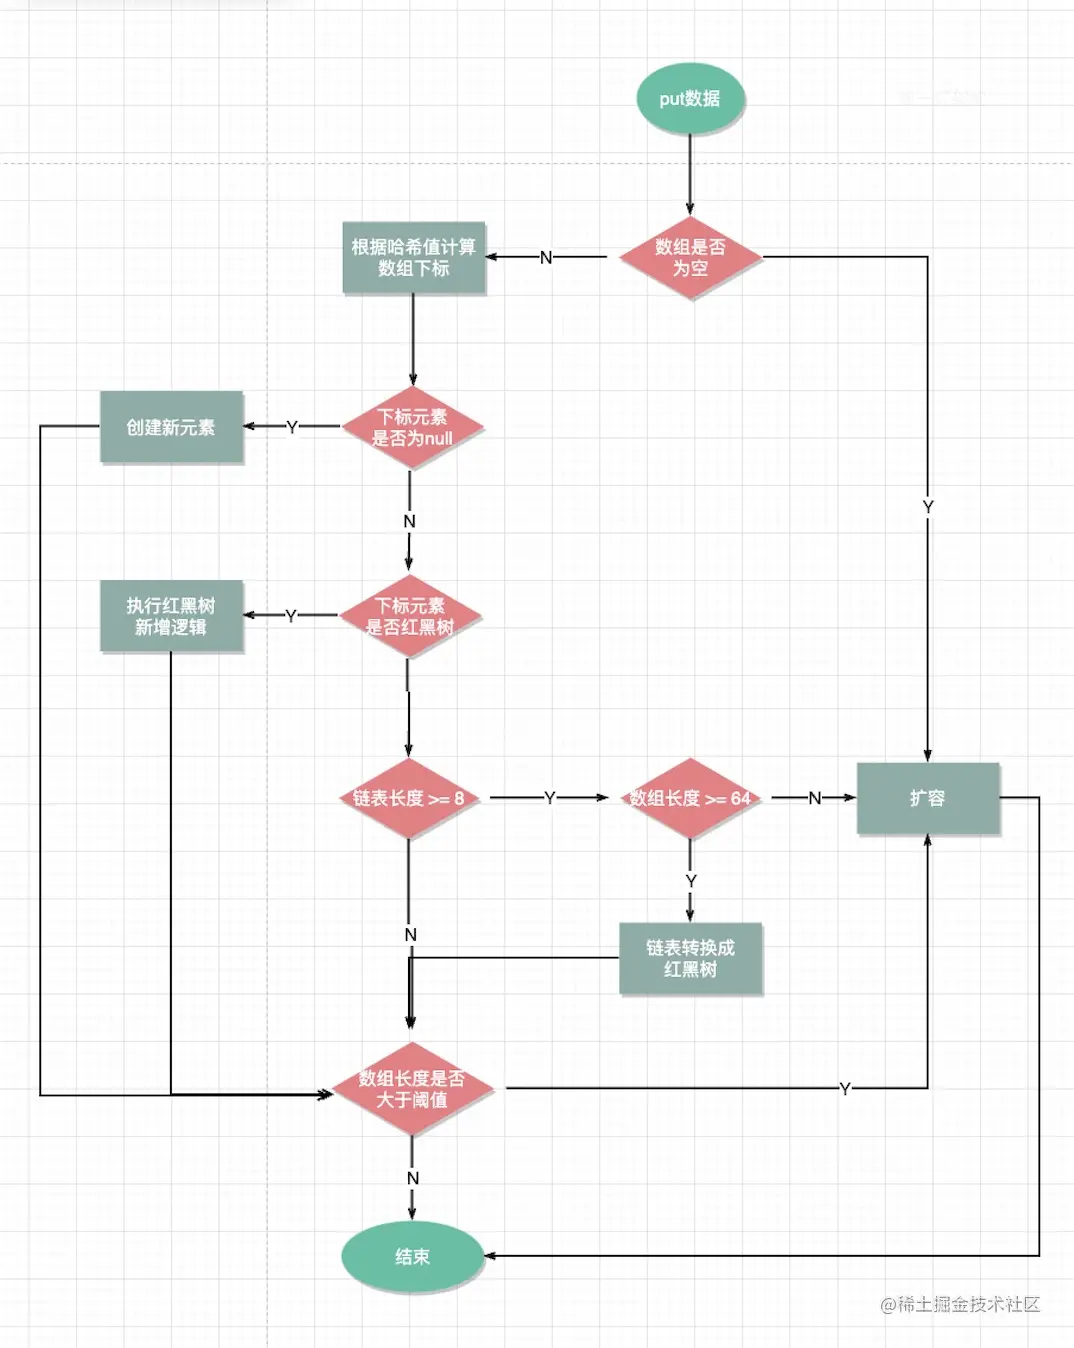 put数据
数组是否
为空
N
根据哈希值计算
数组下标
下标元素
是否为null
Y
创建新元素
N
Y
下标元素
是否红黑树
Y
执行红黑树
新增逻辑
链表长度 >= 8
Y
数组长度 >= 64
N
扩容
Y
N
链表转换成
红黑树
数组长度是否
大于阈值
Y
N
结束
@稀土掘金技术社区